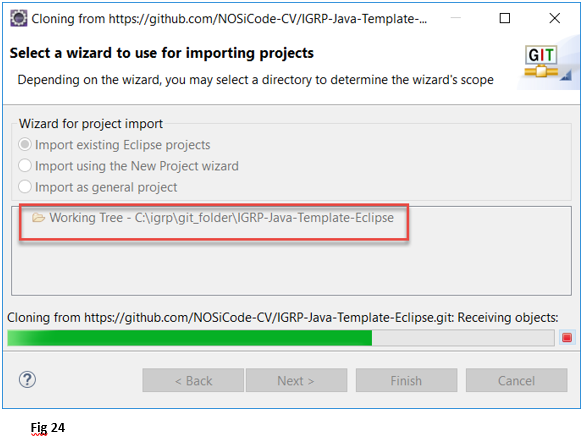 Cloning from https://github.com/NOSiCode-CV/IGRP-Java-Template-...
Select a wizard to use for importing projects
Depending on the wizard, you may select a directory to determine the wizard's scope
GIT
Wizard for project import
Import existing Eclipse projects
Import using the New Project wizard
Import as general project
Working Tree - C:\igrp\git_folder\IGRP-Java-Template-Eclipse
Cloning from https://github.com/NOSiCode-CV/IGRP-Java-Template-Eclipse.git: Receiving objects:
?
< Back
Next >
Finish
Cancel
Fig 24